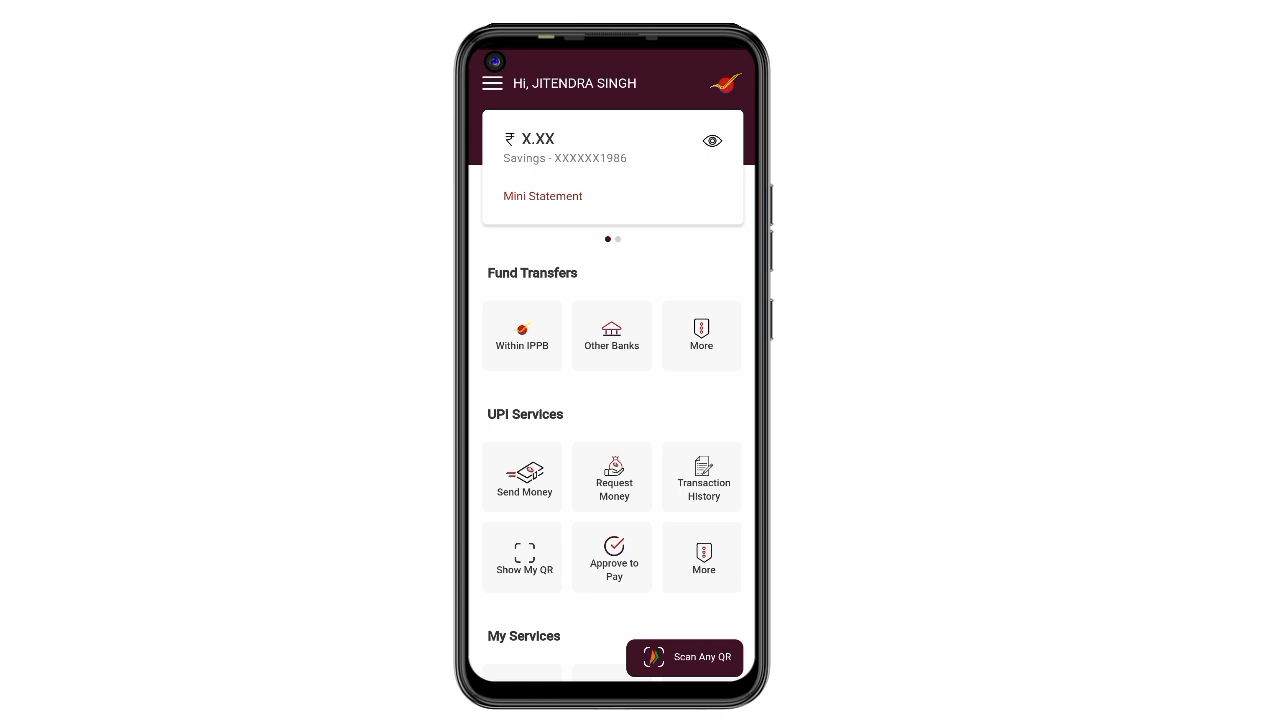 Hi, JITENDRA SINGH
₹ X.XX
Savings - XXXXXX1986
Mini Statement
Fund Transfers
Within IPPB
Other Banks
More
UPI Services
Send Money
Request
Money
Transaction
History
Show My QR
Approve to
Pay
More
My Services
Scan Any QR